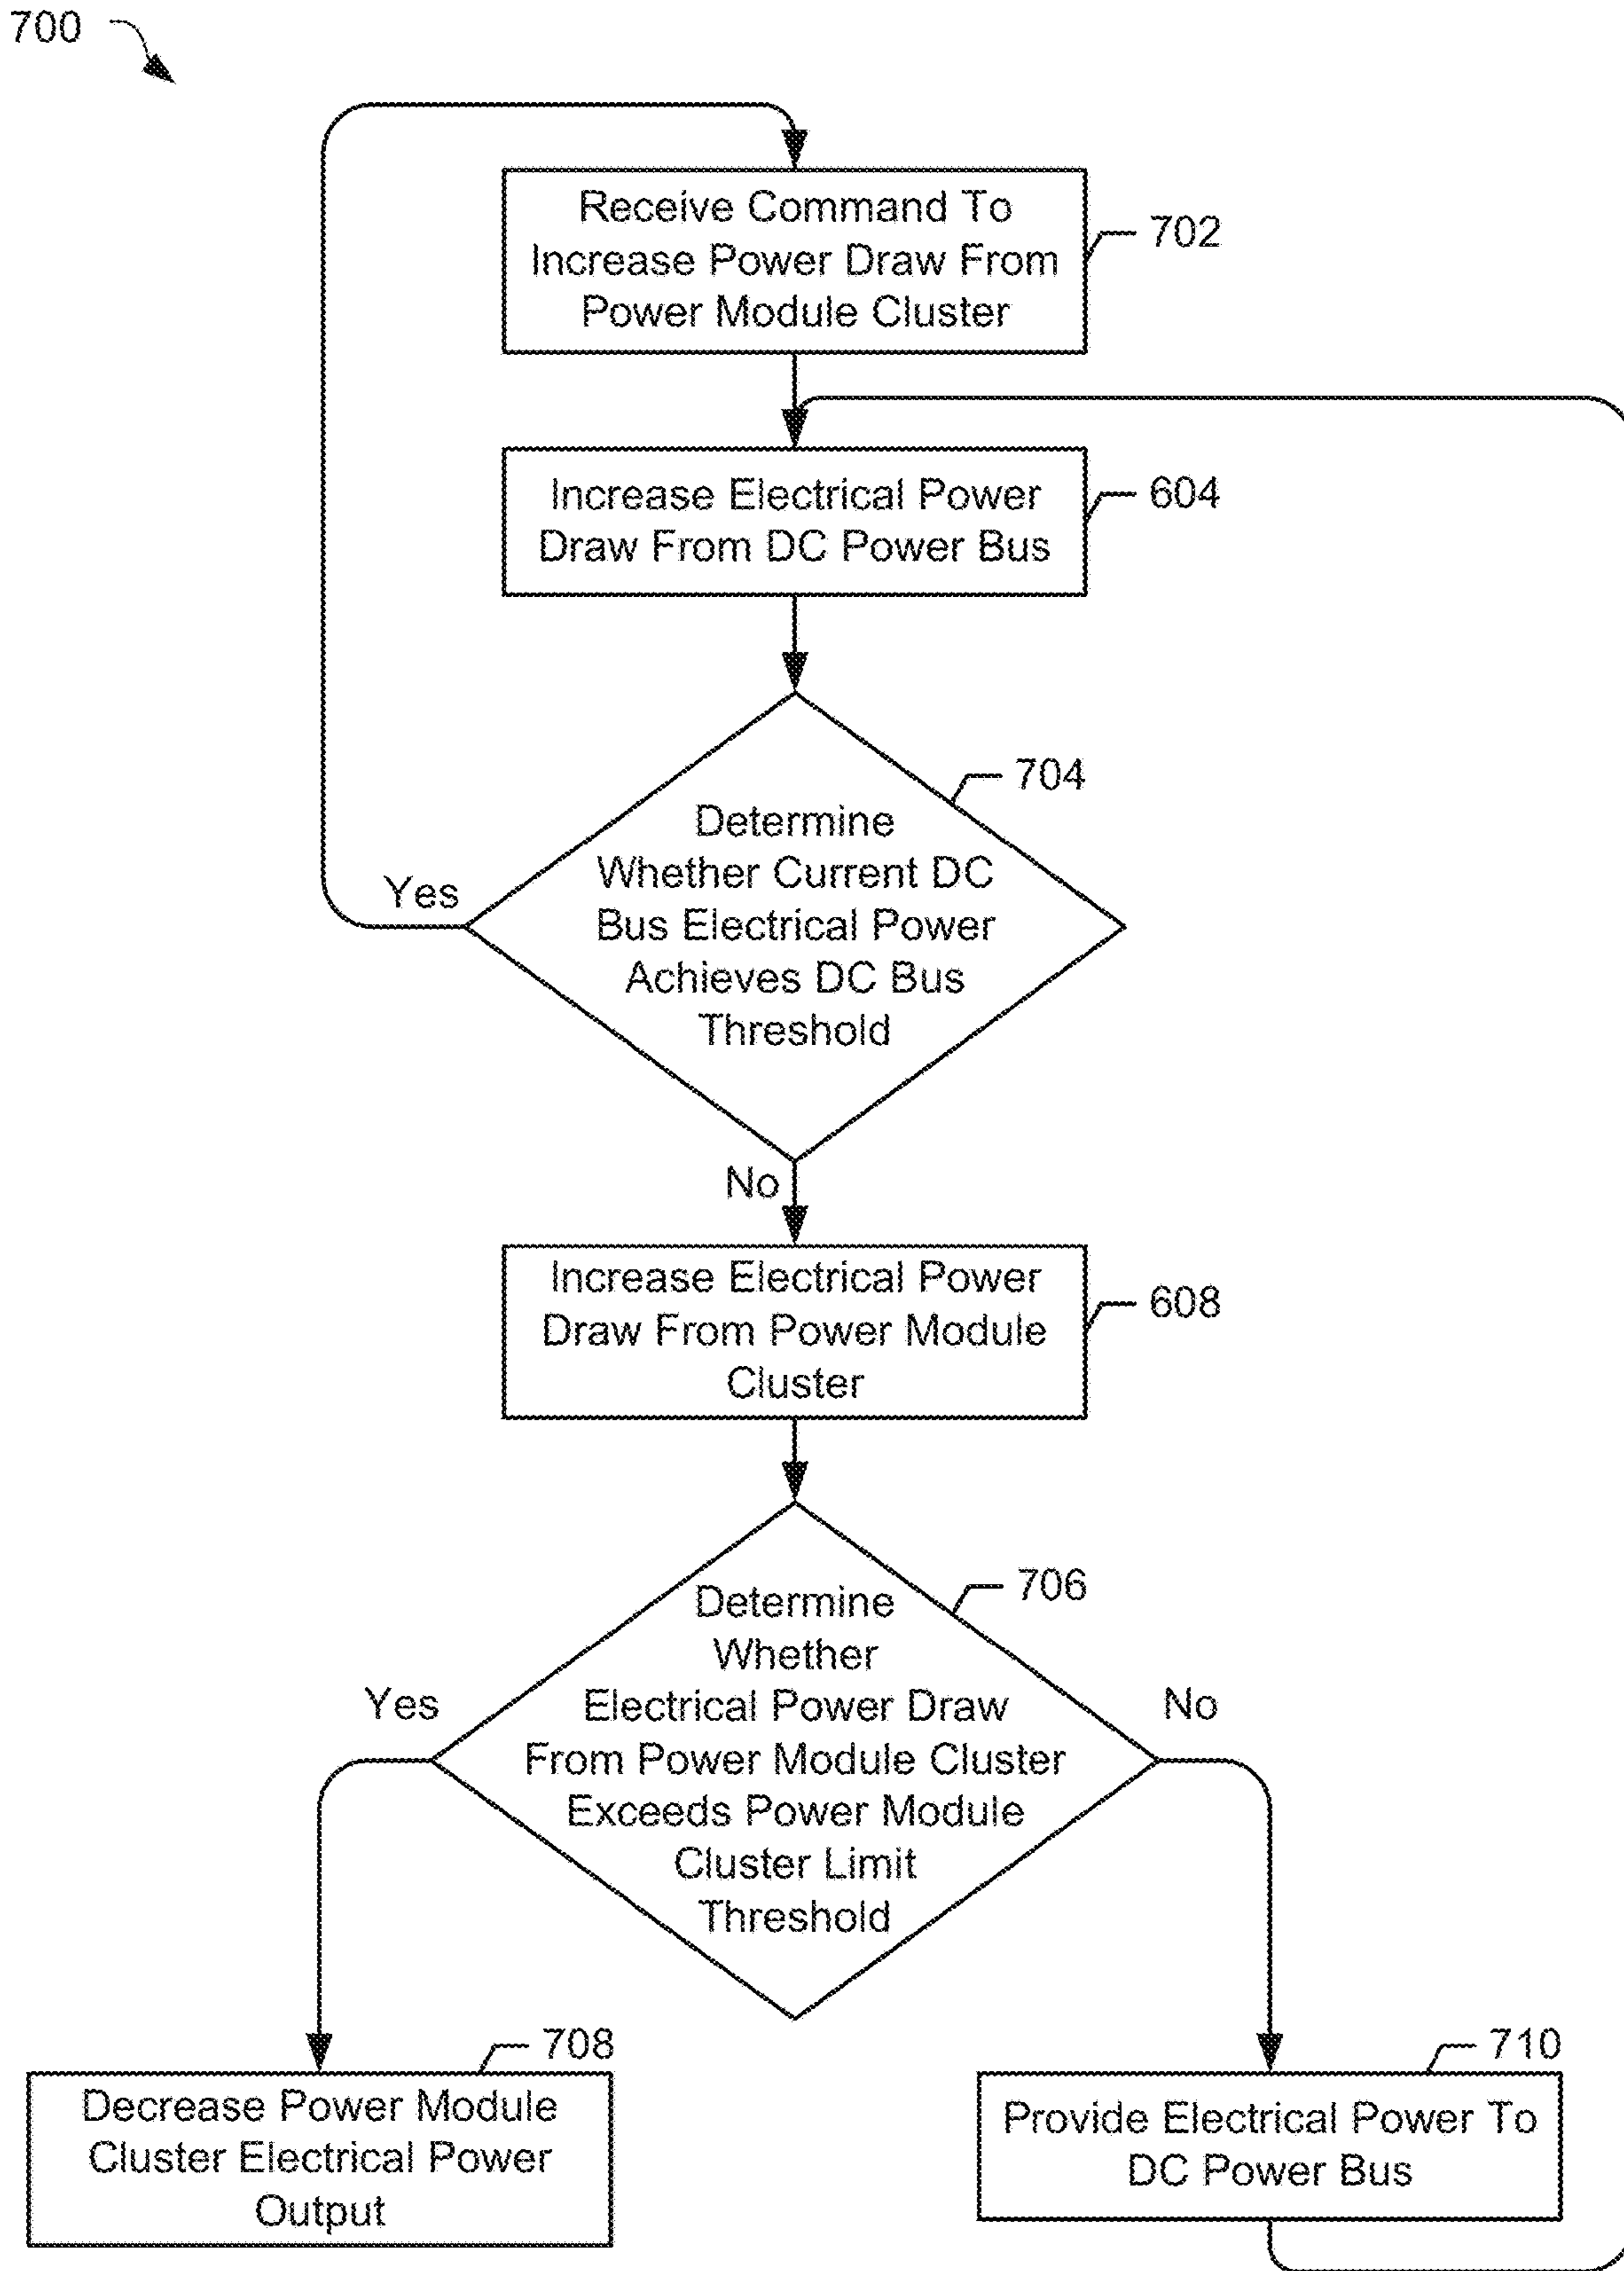 700
Receive Command To
Increase Power Draw From
Power Module Cluster
702
Increase Electrical Power
Draw From DC Power Bus
604
704
Determine
Whether Current DC
Bus Electrical Power
Achieves DC Bus
Threshold
Yes
No
Increase Electrical Power
Draw From Power Module
Cluster
608
706
Determine
Whether
Electrical Power Draw
From Power Module Cluster
Exceeds Power Module
Cluster Limit
Threshold
Yes
No
708
Decrease Power Module
Cluster Electrical Power
Output
710
Provide Electrical Power To
DC Power Bus